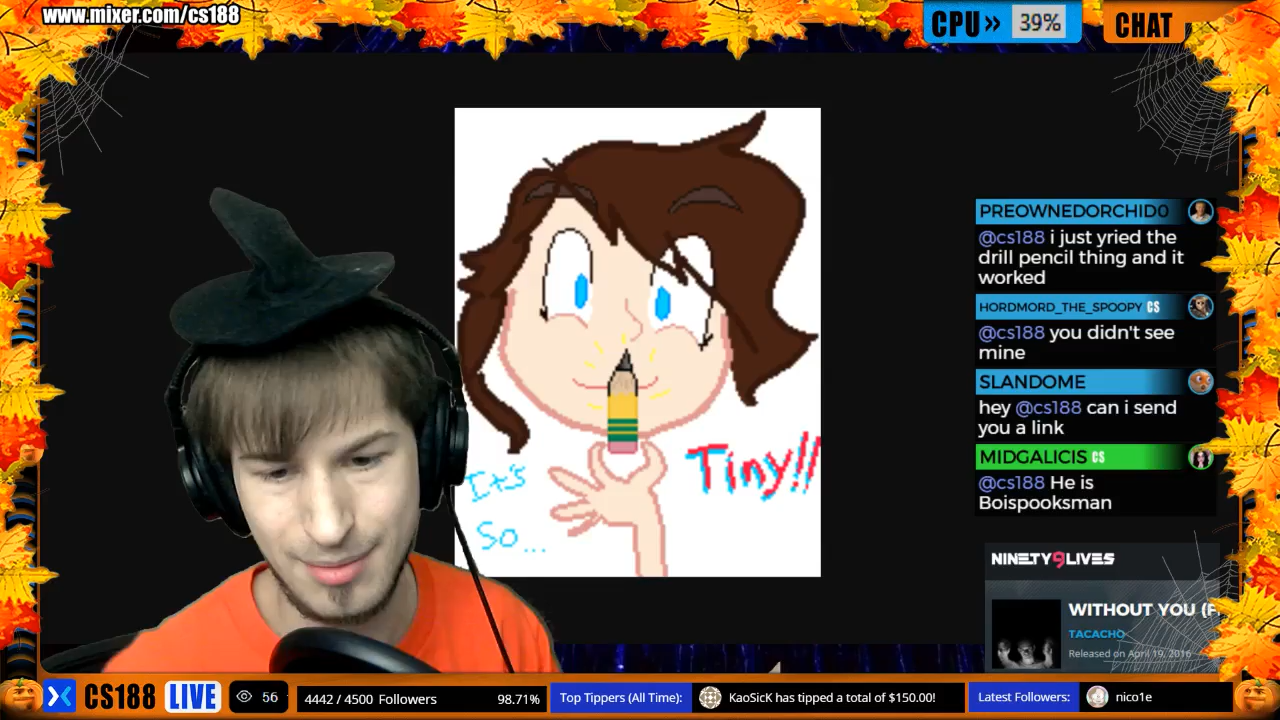 www.mixer.com/cs188
CPU»
39%
CHAT
PREOWNEDORCHID0
@cs188 i just yried the
drill pencil thing and it
worked
HORDMORD_THE_SPOOPY CS
@cs188 you didn't see
mine
SLANDOME
hey @cs188 can i send
you a link
MIDGALICIS CS
@cs188 He is
Boispooksman
It's
So...
Tiny!!
NINETY9LIVES
WITHOUT YOU (F
TACACHO
Released on April 19, 2016
CS188 LIVE
56
4442 / 4500 Followers
98.71%
Top Tippers (All Time):
KaoSicK has tipped a total of $150.00!
Latest Followers:
nico1e